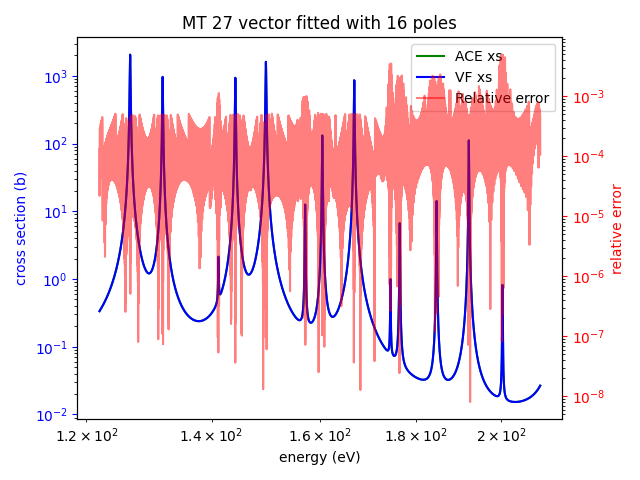 MT 27 vector fitted with 16 poles
ACE xs
VF xs
Relative error
cross section (b)
10³
10²
10¹
10⁰
10⁻¹
10⁻²
relative error
10⁻³
10⁻⁴
10⁻⁵
10⁻⁶
10⁻⁷
10⁻⁸
1.2 × 10² 1.4 × 10² 1.6 × 10² 1.8 × 10² 2 × 10²
energy (eV)